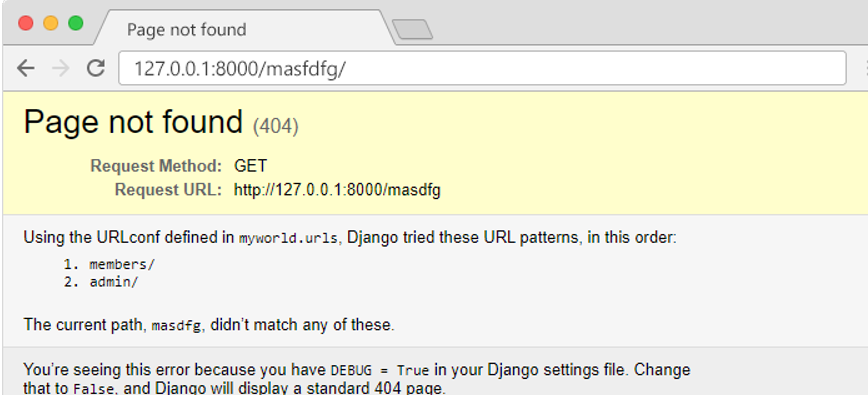 Page not found
127.0.0.1:8000/masfdfg/
Page not found (404)
Request Method: GET
Request URL: http://127.0.0.1:8000/masdfg
Using the URLconf defined in myworld.urls, Django tried these URL patterns, in this order:
1. members/
2. admin/
The current path, masdfg, didn't match any of these.
You're seeing this error because you have DEBUG = True in your Django settings file. Change
that to False, and Django will display a standard 404 page.